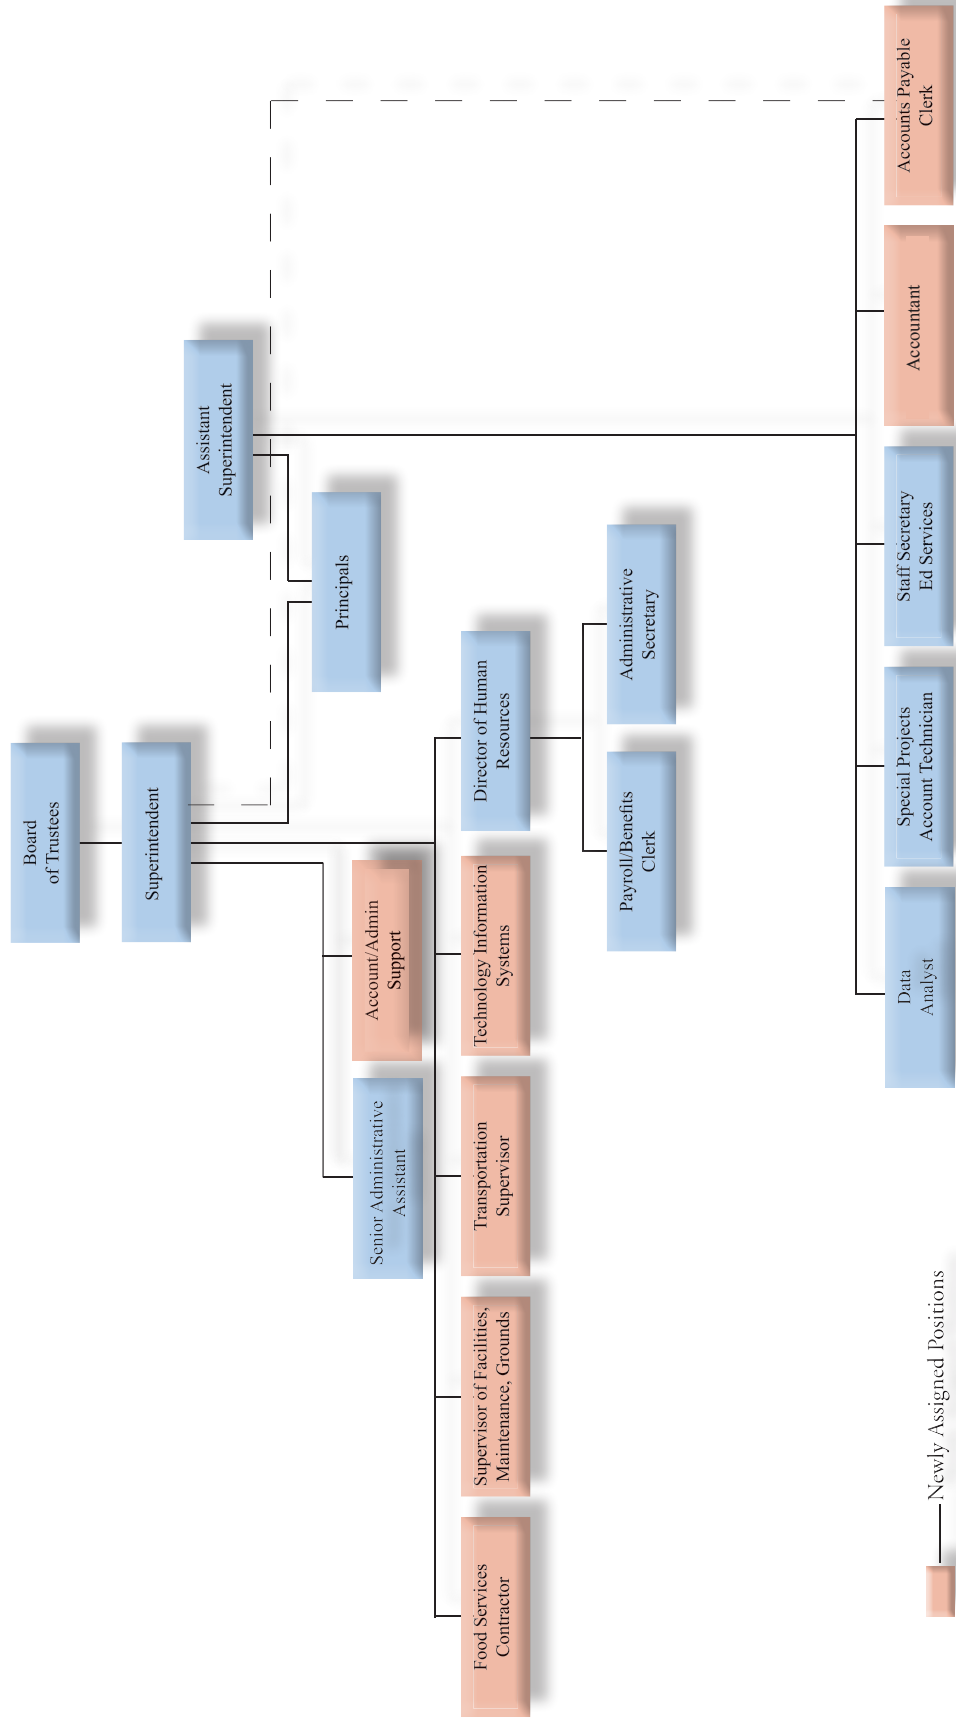 Board
of Trustees
Superintendent
Assistant
Superintendent
Principals
Senior Administrative
Assistant
Account/Admin
Support
Food Services
Contractor
Supervisor of Facilities,
Maintenance, Grounds
Transportation
Supervisor
Technology Information
Systems
Director of Human
Resources
Payroll/Benefits
Clerk
Administrative
Secretary
Data
Analyst
Special Projects
Account Technician
Staff Secretary
Ed Services
Accountant
Accounts Payable
Clerk
Newly Assigned Positions